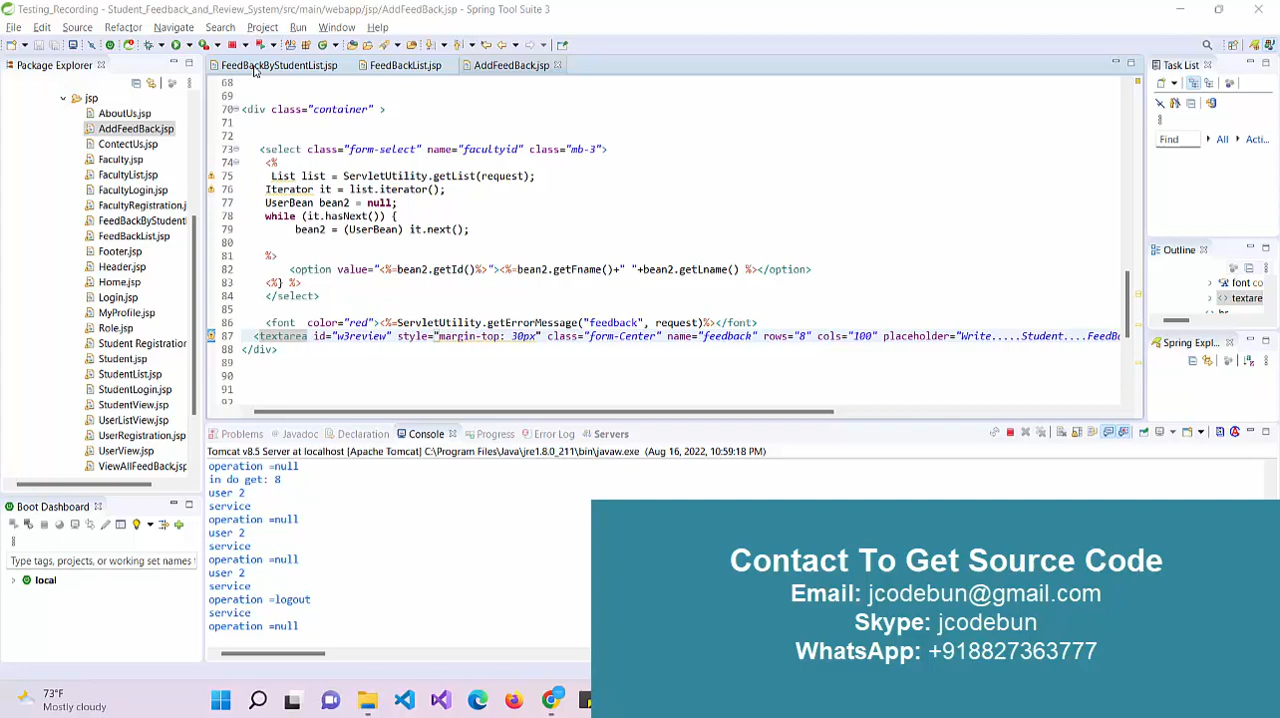 Testing_Recording - Student_Feedback_and_Review_System/src/main/webapp/jsp/AddFeedBack.jsp - Spring Tool Suite 3
File Edit Source Refactor Navigate Search Project Run Window Help
Package Explorer
jsp
AboutUs.jsp
AddFeedBack.jsp
ContactUs.jsp
Faculty.jsp
FacultyList.jsp
FacultyLogin.jsp
FacultyRegistration.j
FeedBackByStudent
FeedBackList.jsp
Footer.jsp
Header.jsp
Home.jsp
Login.jsp
MyProfile.jsp
Role.jsp
Student Registration
Student.jsp
StudentList.jsp
StudentLogin.jsp
StudentView.jsp
UserListView.jsp
UserRegistration.jsp
UserView.jsp
ViewAllFeedBack.jsp
FeedBackByStudentList.jsp FeedBackList.jsp AddFeedBack.jsp
68
69
70 <div class="container" >
71
72
73 <select class="form-select" name="factultyid" class="mb-3">
74 <%
75 List list = ServletUtility.getList(request);
76 Iterator it = list.iterator();
77 UserBean bean2 = null;
78 while (it.hasNext()) {
79 bean2 = (UserBean) it.next();
80
81 %>
82 <option value="<%=bean2.getId()%>"><%=bean2.getFname()+" "+bean2.getLname() %></option>
83 <%} %>
84 </select>
85
86 <font color="red"><%=ServletUtility.getErrorMessage("feedback", request)%></font>
87 <textarea id="w3review" style="margin-top: 30px" class="form-Center" name="feedback" rows="8" cols="100" placeholder="Write.....Student....FeedBa
88 </div>
89
90
91
92
Task List
Find All Acti...
Outline
font co
textare
Spring Expl...
Boot Dashboard
Type tags, projects, or working set names
local
Problems Javadoc Declaration Console Progress Error Log Servers
Tomcat v8.5 Server at localhost [Apache Tomcat] C:\Program Files\Java\jre1.8.0_211\bin\javaw.exe (Aug 16, 2022, 10:59:18 PM)
operation =null
in do get: 8
user 2
service
operation =null
user 2
service
operation =null
user 2
service
operation =logout
service
operation =null
Contact To Get Source Code
Email: jcodebun@gmail.com
Skype: jcodebun
WhatsApp: +918827363777
73°F
Mostly cloudy